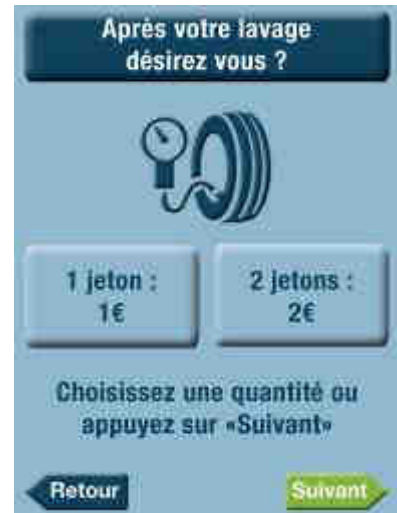 Après votre lavage
désirez vous ?
1 jeton :
1€
2 jetons :
2€
Choisissez une quantité ou
appuyez sur «Suivant»
Retour
Suivant